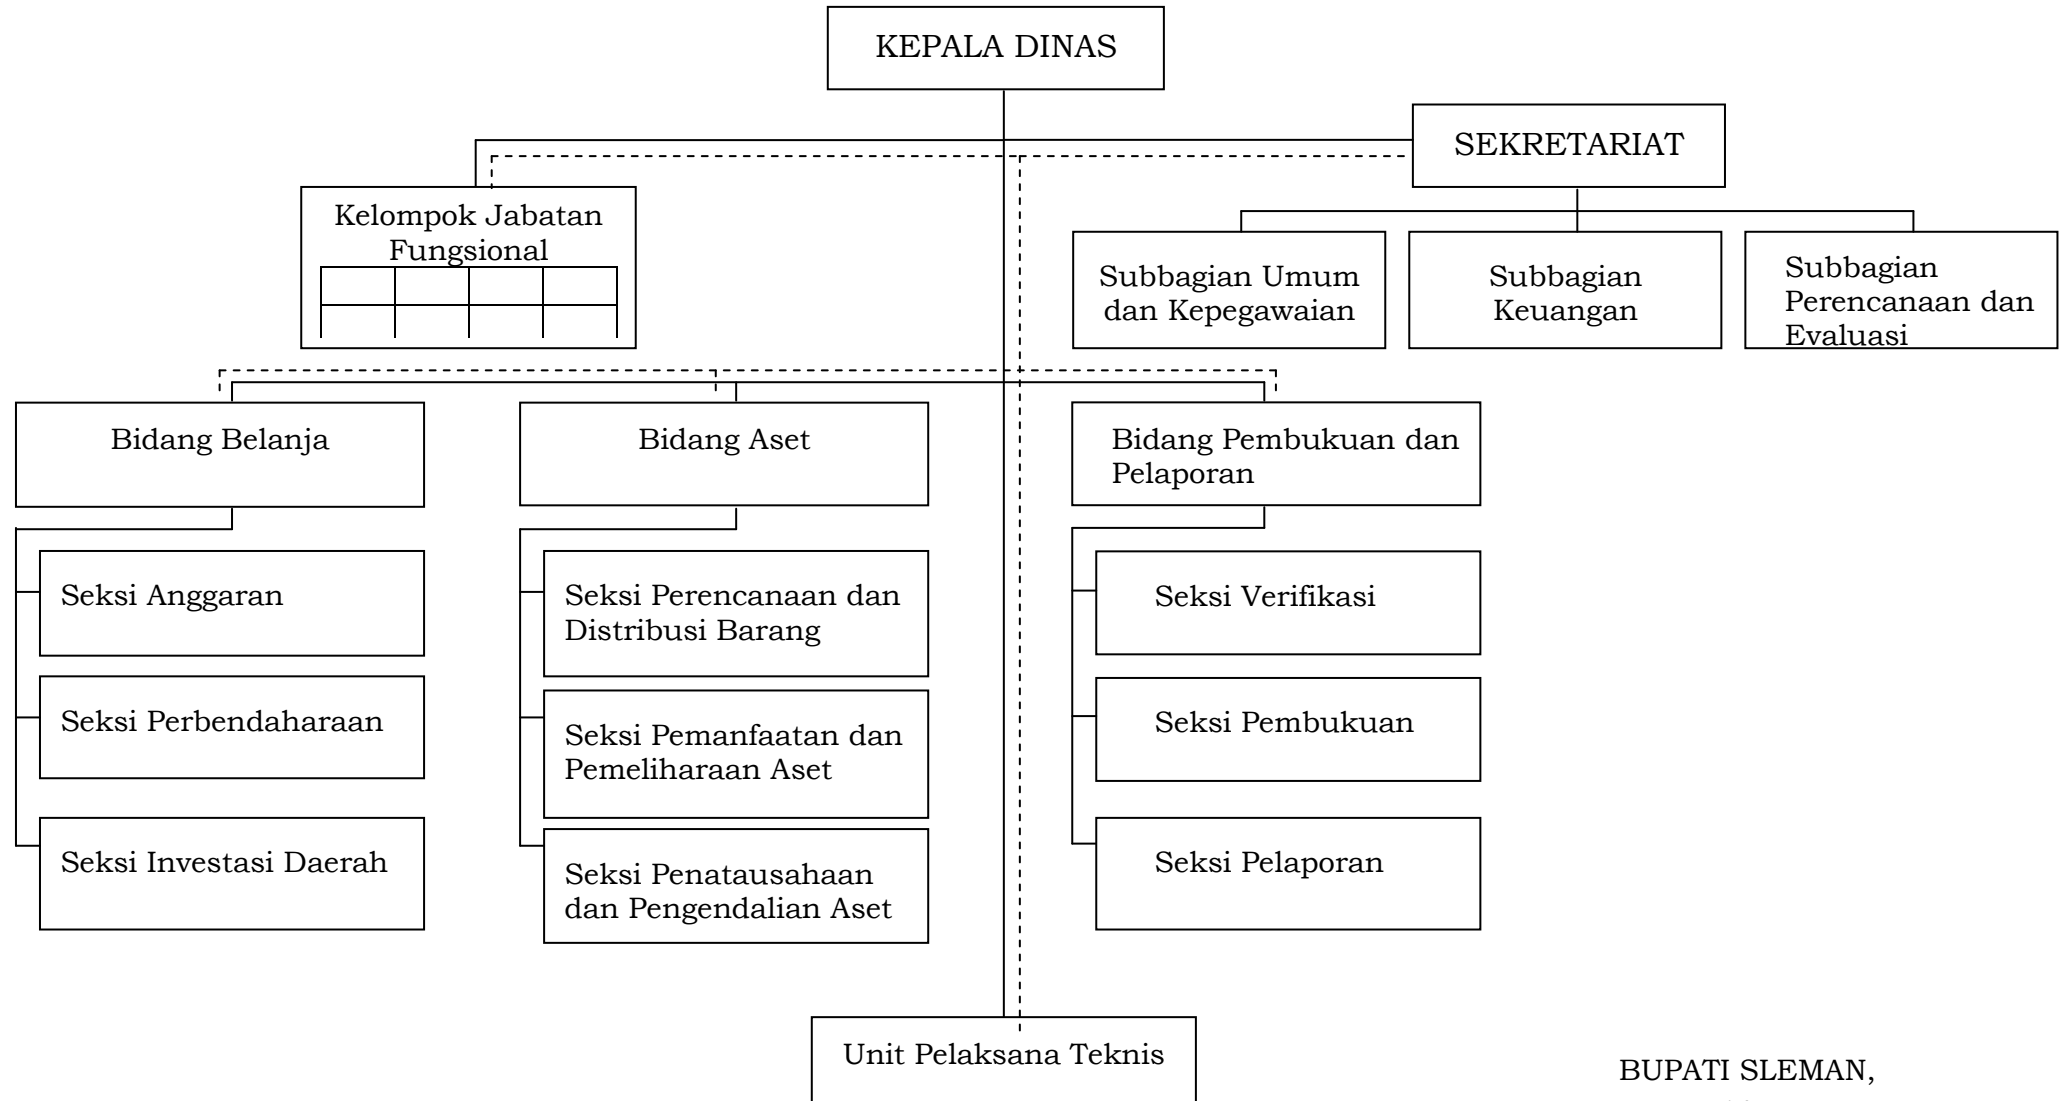 KEPALA DINAS
SEKRETARIAT
Kelompok Jabatan
Fungsional
Subbagian Umum
dan Kepegawaian
Subbagian
Keuangan
Subbagian
Perencanaan dan
Evaluasi
Bidang Belanja
Bidang Aset
Bidang Pembukuan dan
Pelaporan
Seksi Anggaran
Seksi Perbendaharaan
Seksi Investasi Daerah
Seksi Perencanaan dan
Distribusi Barang
Seksi Pemanfaatan dan
Pemeliharaan Aset
Seksi Penatausahaan
dan Pengendalian Aset
Seksi Verifikasi
Seksi Pembukuan
Seksi Pelaporan
Unit Pelaksana Teknis
BUPATI SLEMAN,